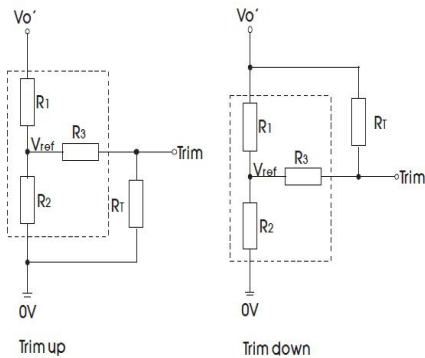 Vo′
R1
Vref
R3
Trim
R2
RT
0V
Trim up
Vo′
R1
RT
Vref
R3
Trim
R2
0V
Trim down